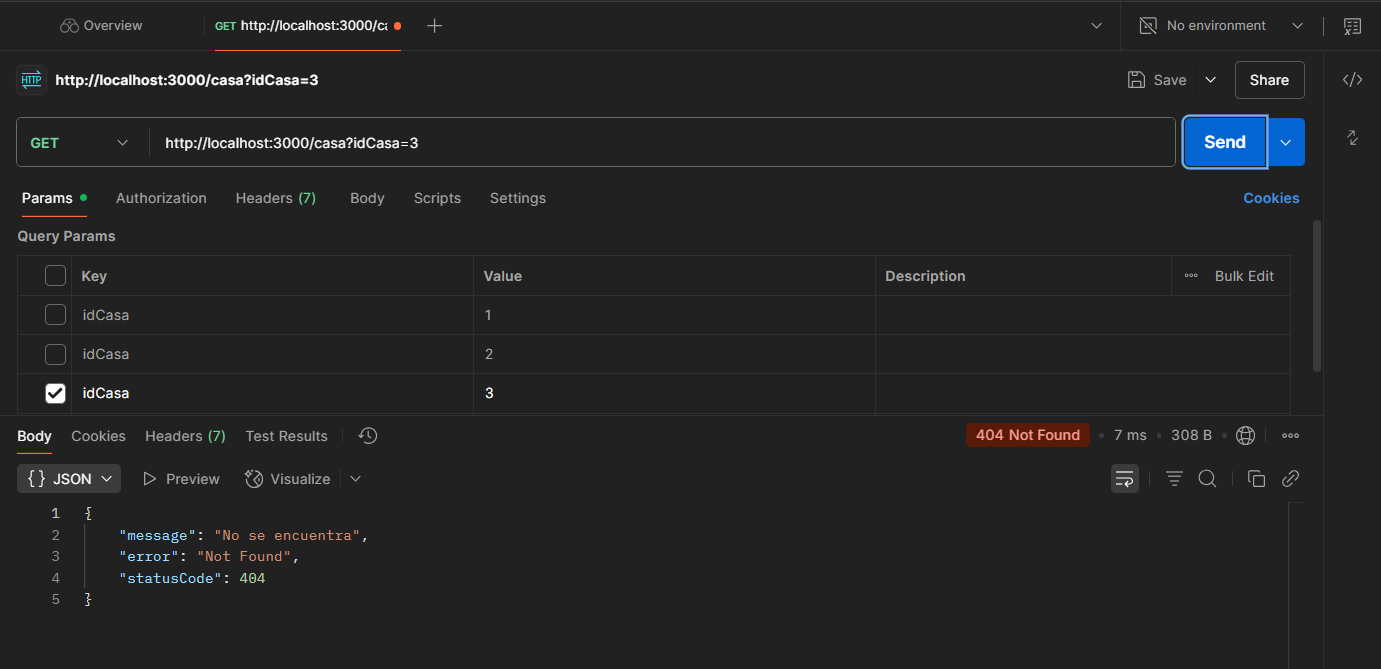 Overview
GET http://localhost:3000/ca
No environment
HTTP http://localhost:3000/casa?idCasa=3
Save
Share
GET
http://localhost:3000/casa?idCasa=3
Send
Params
Authorization
Headers (7)
Body
Scripts
Settings
Cookies
Query Params
Key Value Description Bulk Edit
idCasa 1
idCasa 2
idCasa 3
Body
Cookies
Headers (7)
Test Results
404 Not Found
7 ms
308 B
{} JSON
Preview
Visualize
1 {
2 "message": "No se encuentra",
3 "error": "Not Found",
4 "statusCode": 404
5 }